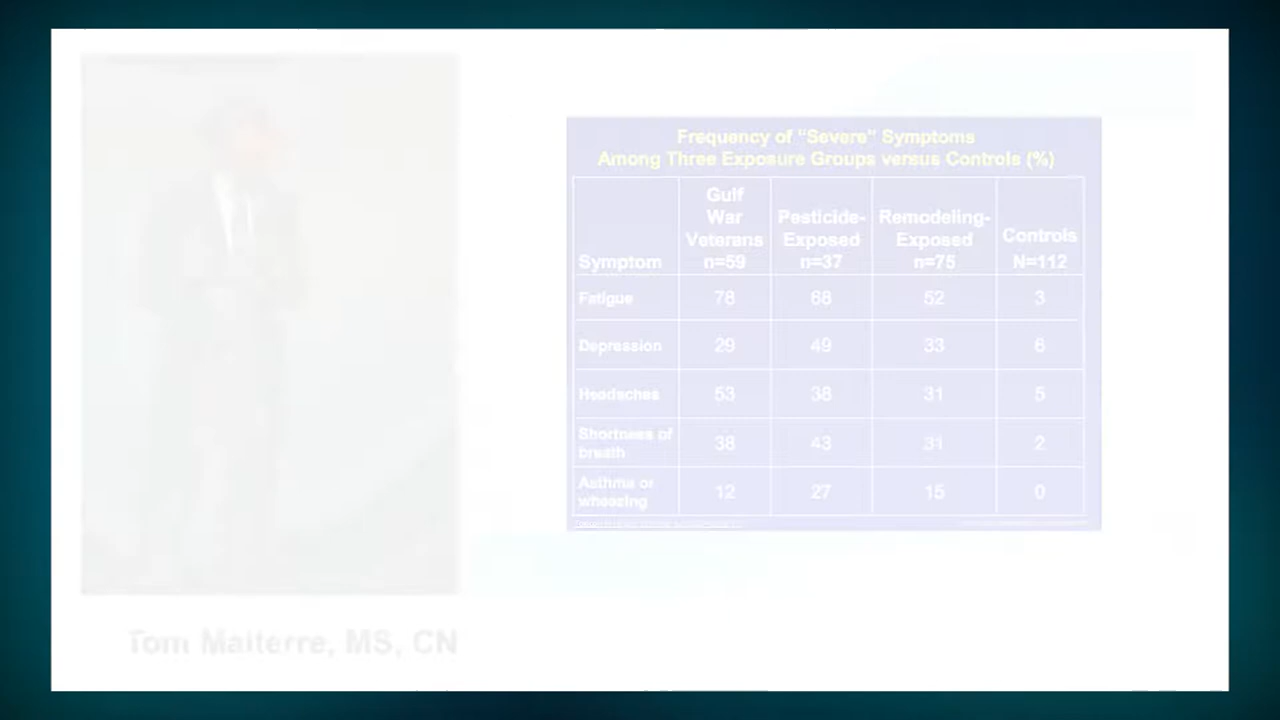 Frequency of "Severe" Symptoms
Among Three Exposure Groups versus Controls (%)
Symptom
Gulf
War
Veterans
n=59
Pesticide-
Exposed
n=37
Remodeling-
Exposed
n=75
Controls
N=112
Fatigue 78 68 52 3
Depression 29 49 33 6
Headaches 53 38 31 5
Shortness of
breath 38 43 31 2
Asthma or
wheezing 12 27 15 0
Tom Malterre, MS, CN